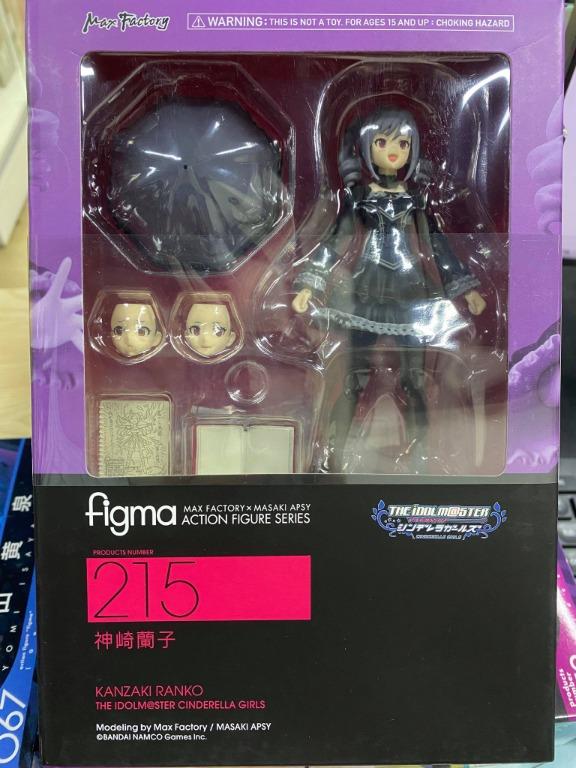 Max Factory
WARNING: THIS IS NOT A TOY. FOR AGES 15 AND UP : CHOKING HAZARD
figma
MAX FACTORY × MASAKI APSY
ACTION FIGURE SERIES
THE IDOLM@STER
シンデレラガールズ
CINDERELLA GIRLS
PRODUCTS NUMBER
215
神崎蘭子
KANZAKI RANKO
THE IDOLM@STER CINDERELLA GIRLS
Modeling by Max Factory / MASAKI APSY
©BANDAI NAMCO Games Inc.
067